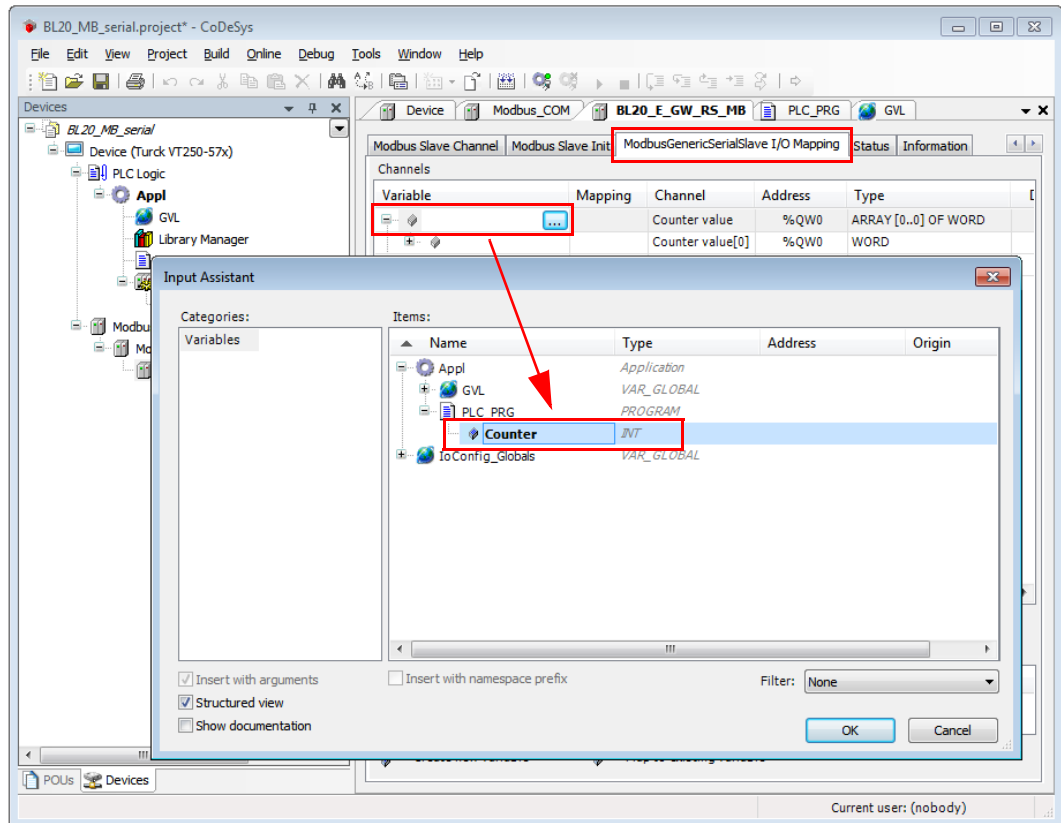 BL20_MB_serial.project* - CoDeSys
File Edit View Project Build Online Debug Tools Window Help
Devices
Device Modbus_COM BL20_E_GW_RS_MB PLC_PRG GVL
BL20_MB_serial
Device (Turck VT250-57x)
PLC Logic
Appl
GVL
Library Manager
Modbu
Mo
Modbus Slave Channel Modbus Slave Init ModbusGenericSerialSlave I/O Mapping Status Information
Channels
Variable Mapping Channel Address Type
... Counter value %QW0 ARRAY [0..0] OF WORD
Counter value[0] %QW0 WORD
Input Assistant
Categories:
Variables
Items:
Name Type Address Origin
Appl Application
GVL VAR_GLOBAL
PLC_PRG PROGRAM
Counter INT
IoConfig_Globals VAR_GLOBAL
Insert with arguments
Structured view
Show documentation
Insert with namespace prefix
Filter: None
OK Cancel
POUs Devices
Current user: (nobody)